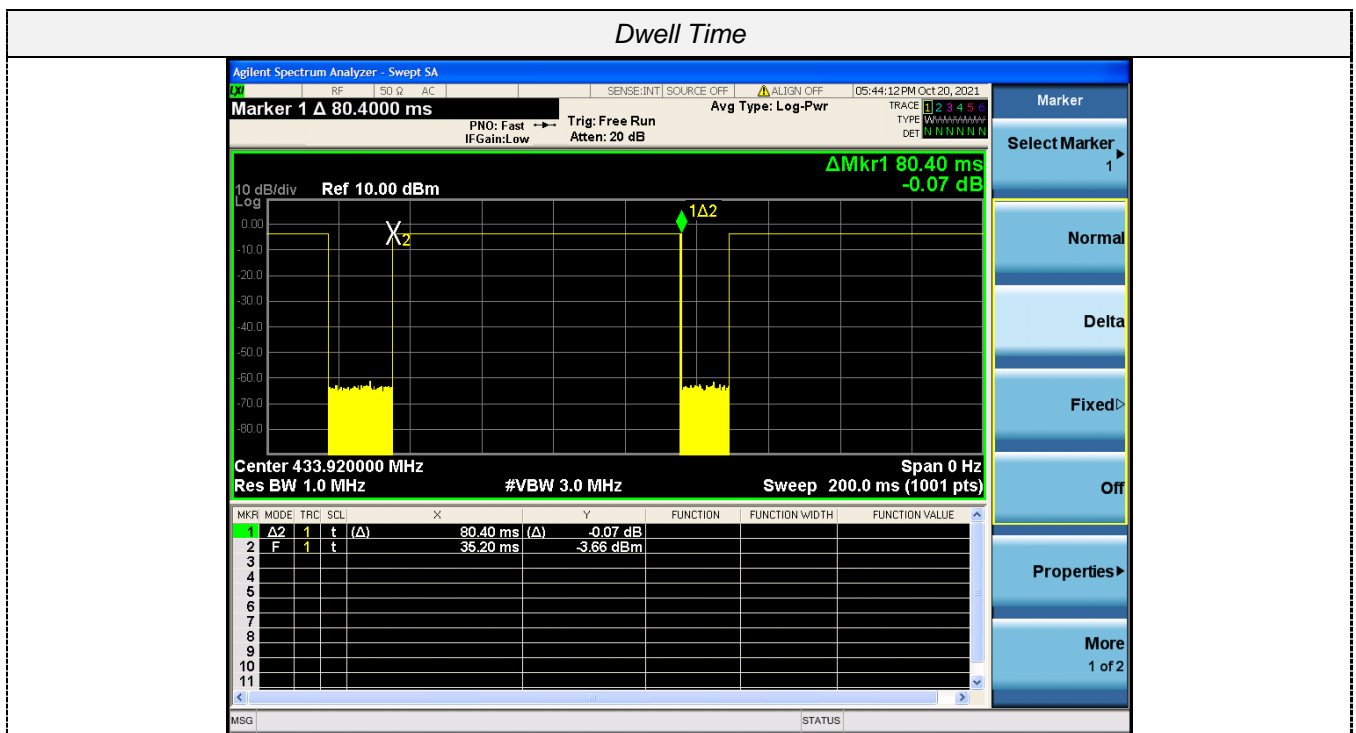 Dwell Time
Agilent Spectrum Analyzer - Swept SA
LXI RF 50 Ω AC SENSE:INT SOURCE OFF ALIGN OFF 05:44:12 PM Oct 20, 2021
Marker 1 Δ 80.4000 ms
PNO: Fast
IFGain:Low
Trig: Free Run
Atten: 20 dB
Avg Type: Log-Pwr
TRACE 1 2 3 4 5 6
TYPE WWWWWWW
DET N N N N N N
ΔMkr1 80.40 ms
-0.07 dB
10 dB/div Ref 10.00 dBm
Log
0.00
-10.0
-20.0
-30.0
-40.0
-50.0
-60.0
-70.0
-80.0
X2
1Δ2
Center 433.920000 MHz Span 0 Hz
Res BW 1.0 MHz #VBW 3.0 MHz Sweep 200.0 ms (1001 pts)
MKR MODE TRC SCL X Y FUNCTION FUNCTION WIDTH FUNCTION VALUE
1 Δ2 1 t (Δ) 80.40 ms (Δ) -0.07 dB
2 F 1 t 35.20 ms -3.66 dBm
3
4
5
6
7
8
9
10
11
MSG STATUS
Marker
Select Marker
1
Normal
Delta
Fixed
Off
Properties
More
1 of 2